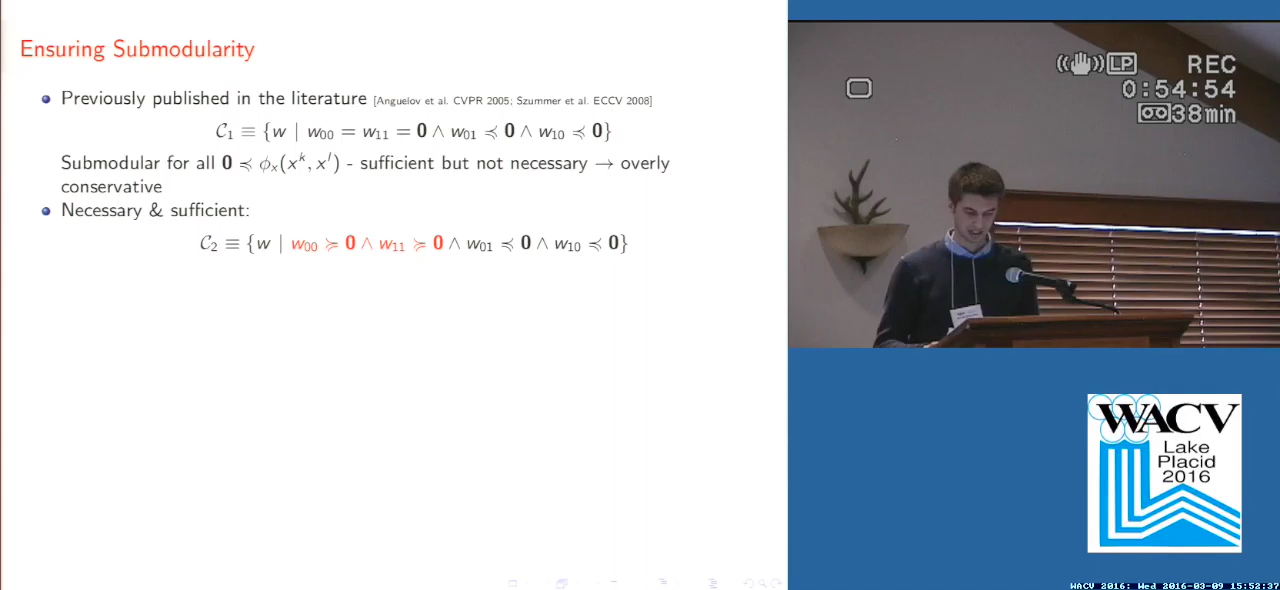 Ensuring Submodularity
Previously published in the literature [Anguelov et al. CVPR 2005; Szummer et al. ECCV 2008]
𝒞₁ ≡ {w | w₀₀ = w₁₁ = 0 ∧ w₀₁ ≼ 0 ∧ w₁₀ ≼ 0}
Submodular for all 0 ≼ ϕₓ(xᵏ, xˡ) - sufficient but not necessary → overly
conservative
Necessary & sufficient:
𝒞₂ ≡ {w | w₀₀ ≽ 0 ∧ w₁₁ ≽ 0 ∧ w₀₁ ≼ 0 ∧ w₁₀ ≼ 0}
LP REC
0:54:54
38min
WACV
Lake
Placid
2016
WACV 2016: Wed 2016-03-09 15:52:37